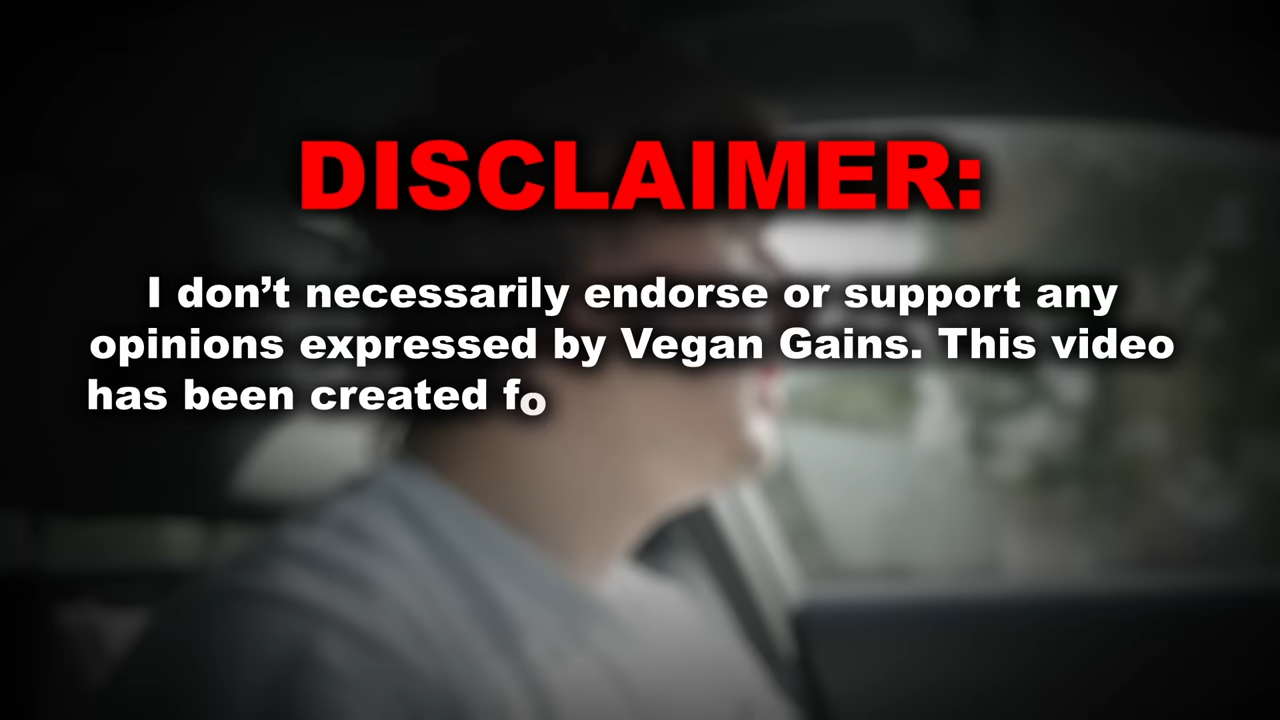 DISCLAIMER:
I don’t necessarily endorse or support any
opinions expressed by Vegan Gains. This video
has been created fo